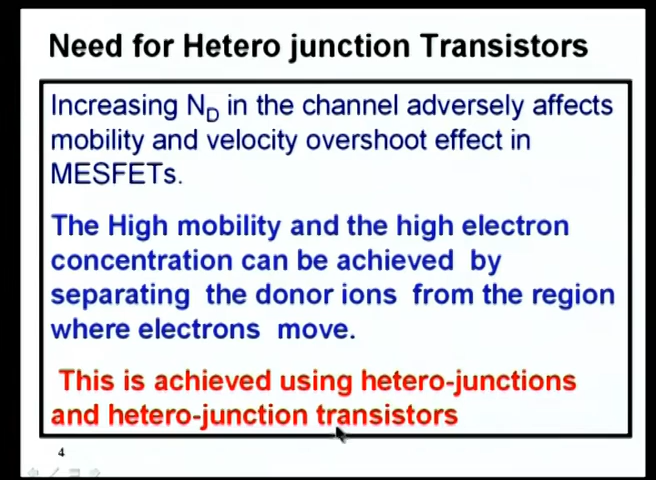 Need for Hetero junction Transistors
Increasing N_D in the channel adversely affects
mobility and velocity overshoot effect in
MESFETs.
The High mobility and the high electron
concentration can be achieved by
separating the donor ions from the region
where electrons move.
This is achieved using hetero-junctions
and hetero-junction transistors
4